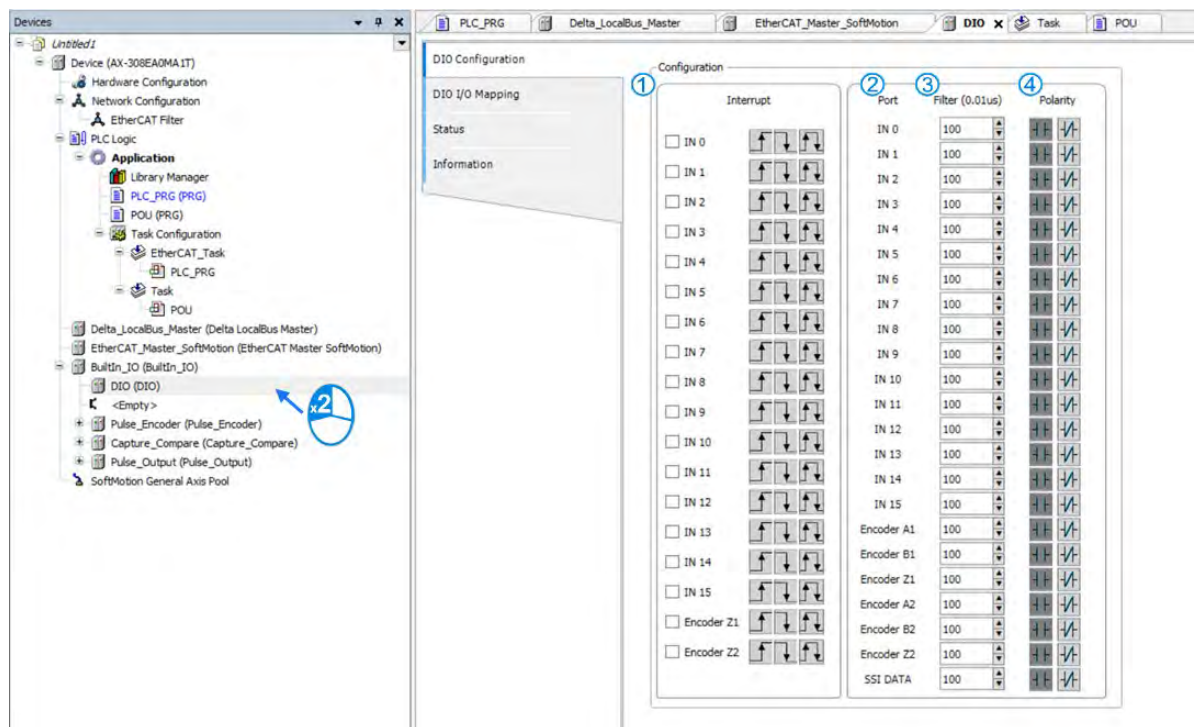 Devices
Untitled1
Device (AX-308EA0MA1T)
Hardware Configuration
Network Configuration
EtherCAT Filter
PLC Logic
Application
Library Manager
PLC_PRG (PRG)
POU (PRG)
Task Configuration
EtherCAT_Task
PLC_PRG
Task
POU
Delta_LocalBus_Master (Delta LocalBus Master)
EtherCAT_Master_SoftMotion (EtherCAT Master SoftMotion)
BuiltIn_IO (BuiltIn_IO)
DIO (DIO)
<Empty>
Pulse_Encoder (Pulse_Encoder)
Capture_Compare (Capture_Compare)
Pulse_Output (Pulse_Output)
SoftMotion General Axis Pool
x2
PLC_PRG Delta_LocalBus_Master EtherCAT_Master_SoftMotion DIO Task POU
DIO Configuration
DIO I/O Mapping
Status
Information
Configuration
① Interrupt
IN 0
IN 1
IN 2
IN 3
IN 4
IN 5
IN 6
IN 7
IN 8
IN 9
IN 10
IN 11
IN 12
IN 13
IN 14
IN 15
Encoder Z1
Encoder Z2
② Port ③ Filter (0.01us) ④ Polarity
IN 0 100
IN 1 100
IN 2 100
IN 3 100
IN 4 100
IN 5 100
IN 6 100
IN 7 100
IN 8 100
IN 9 100
IN 10 100
IN 11 100
IN 12 100
IN 13 100
IN 14 100
IN 15 100
Encoder A1 100
Encoder B1 100
Encoder Z1 100
Encoder A2 100
Encoder B2 100
Encoder Z2 100
SSI DATA 100